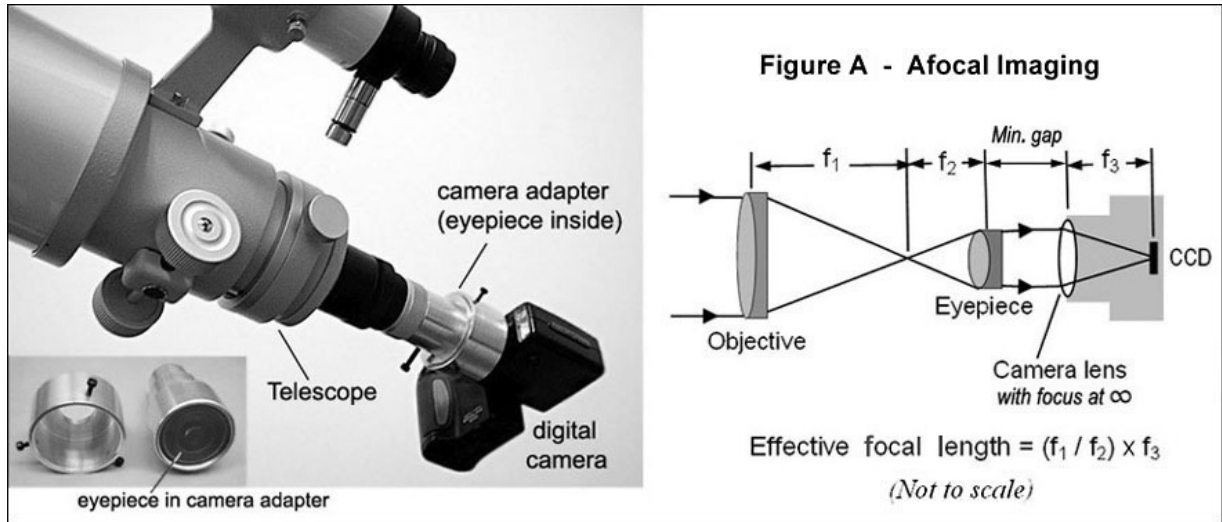 camera adapter
(eyepiece inside)
Telescope
digital
camera
eyepiece in camera adapter
Figure A - Afocal Imaging
Min. gap
f₁
f₂
f₃
CCD
Eyepiece
Objective
Camera lens
with focus at ∞
Effective focal length = (f₁ / f₂) x f₃
(Not to scale)